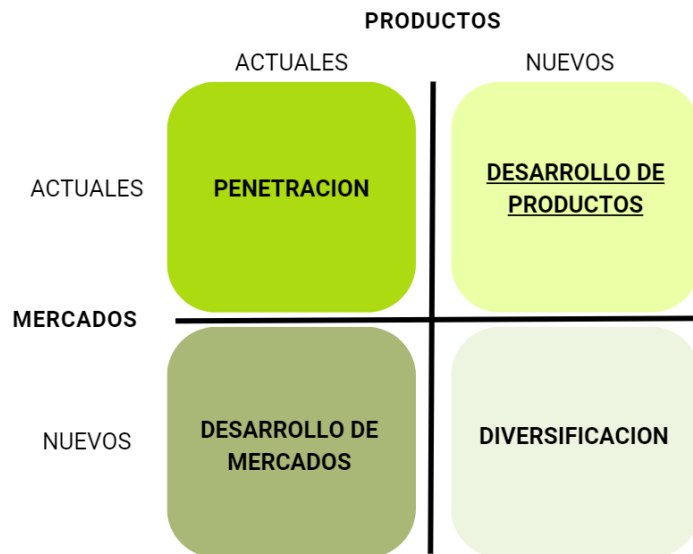 PRODUCTOS
ACTUALES
NUEVOS
ACTUALES
PENETRACION
DESARROLLO DE
PRODUCTOS
MERCADOS
NUEVOS
DESARROLLO DE
MERCADOS
DIVERSIFICACION